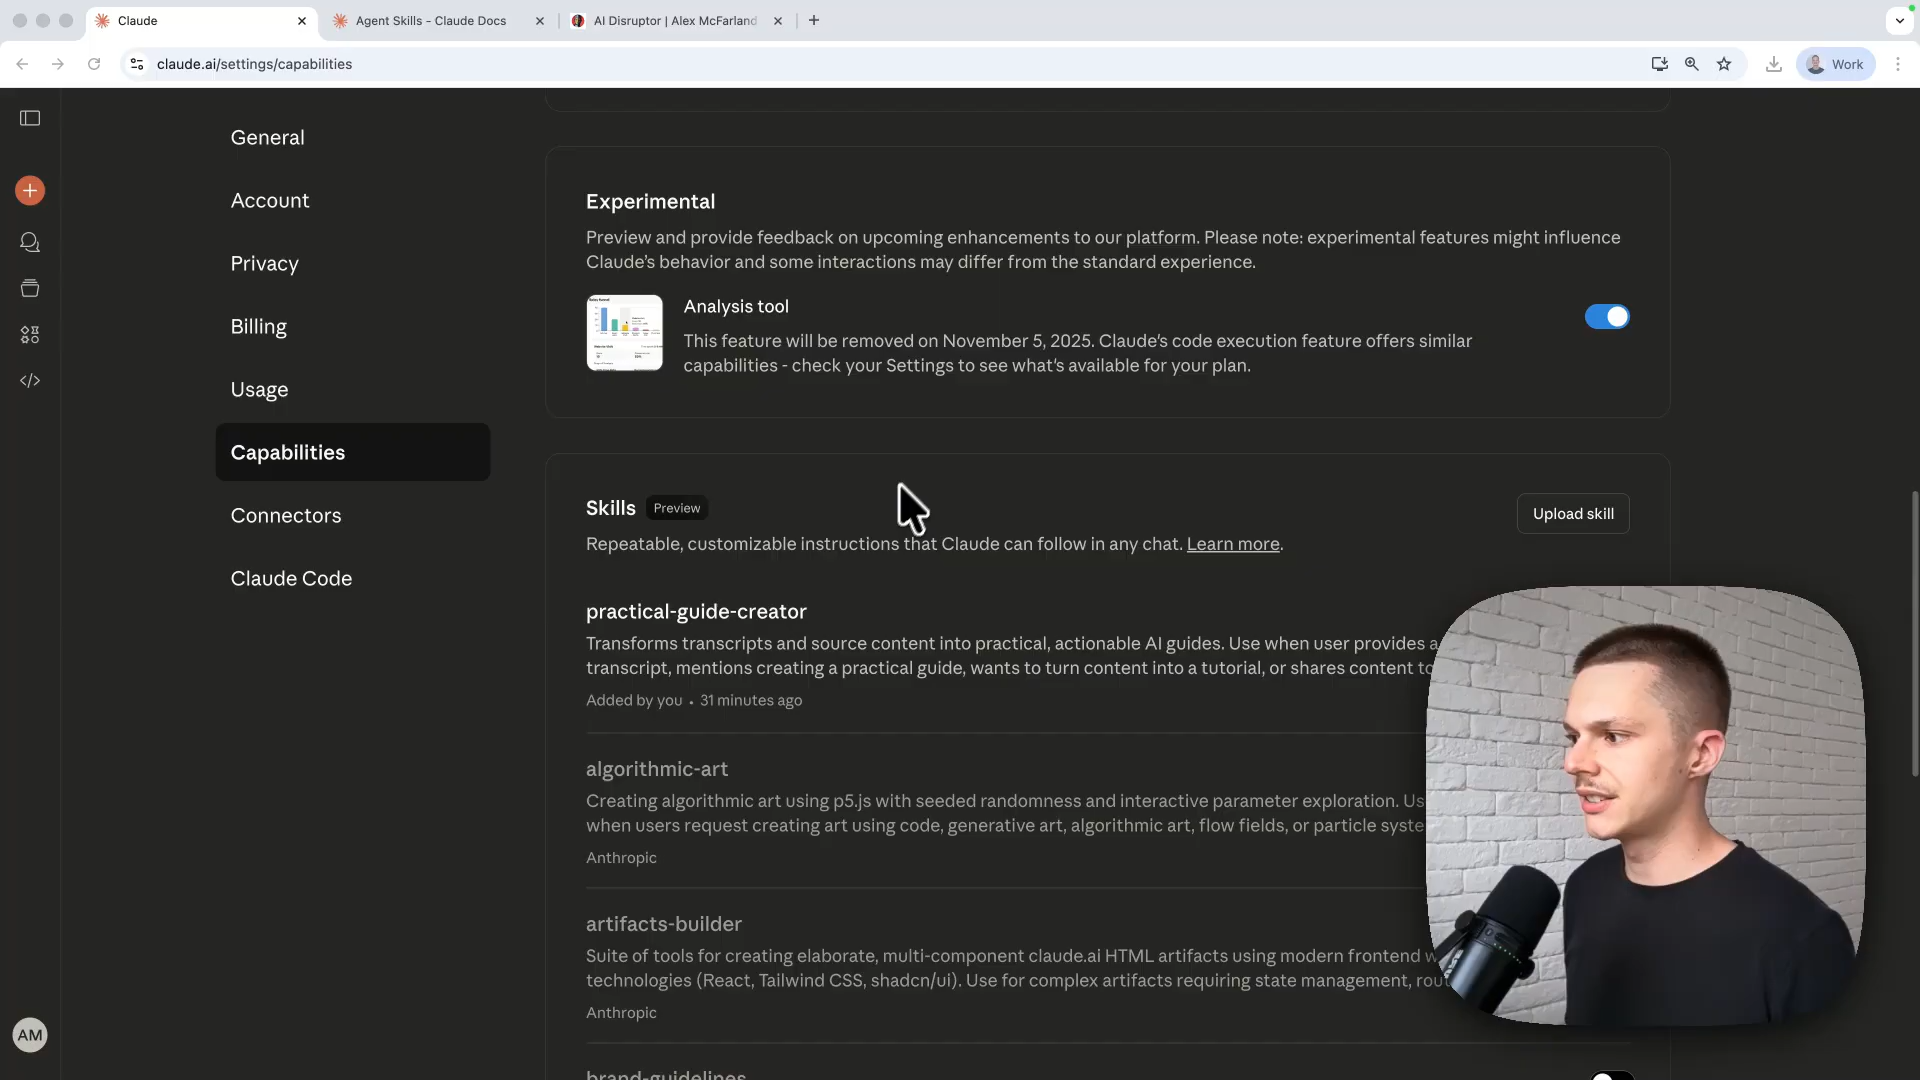 Claude
Agent Skills - Claude Docs
AI Disruptor | Alex McFarland
claude.ai/settings/capabilities
Work
General
Account
Privacy
Billing
Usage
Capabilities
Connectors
Claude Code
AM
Experimental
Preview and provide feedback on upcoming enhancements to our platform. Please note: experimental features might influence
Claude's behavior and some interactions may differ from the standard experience.
Analysis tool
This feature will be removed on November 5, 2025. Claude's code execution feature offers similar
capabilities - check your Settings to see what's available for your plan.
Skills Preview
Upload skill
Repeatable, customizable instructions that Claude can follow in any chat. Learn more.
practical-guide-creator
Transforms transcripts and source content into practical, actionable AI guides. Use when user provides a
transcript, mentions creating a practical guide, wants to turn content into a tutorial, or shares content to
Added by you • 31 minutes ago
algorithmic-art
Creating algorithmic art using p5.js with seeded randomness and interactive parameter exploration. Us
when users request creating art using code, generative art, algorithmic art, flow fields, or particle syste
Anthropic
artifacts-builder
Suite of tools for creating elaborate, multi-component claude.ai HTML artifacts using modern frontend w
technologies (React, Tailwind CSS, shadcn/ui). Use for complex artifacts requiring state management, rout
Anthropic
brand-guidelines